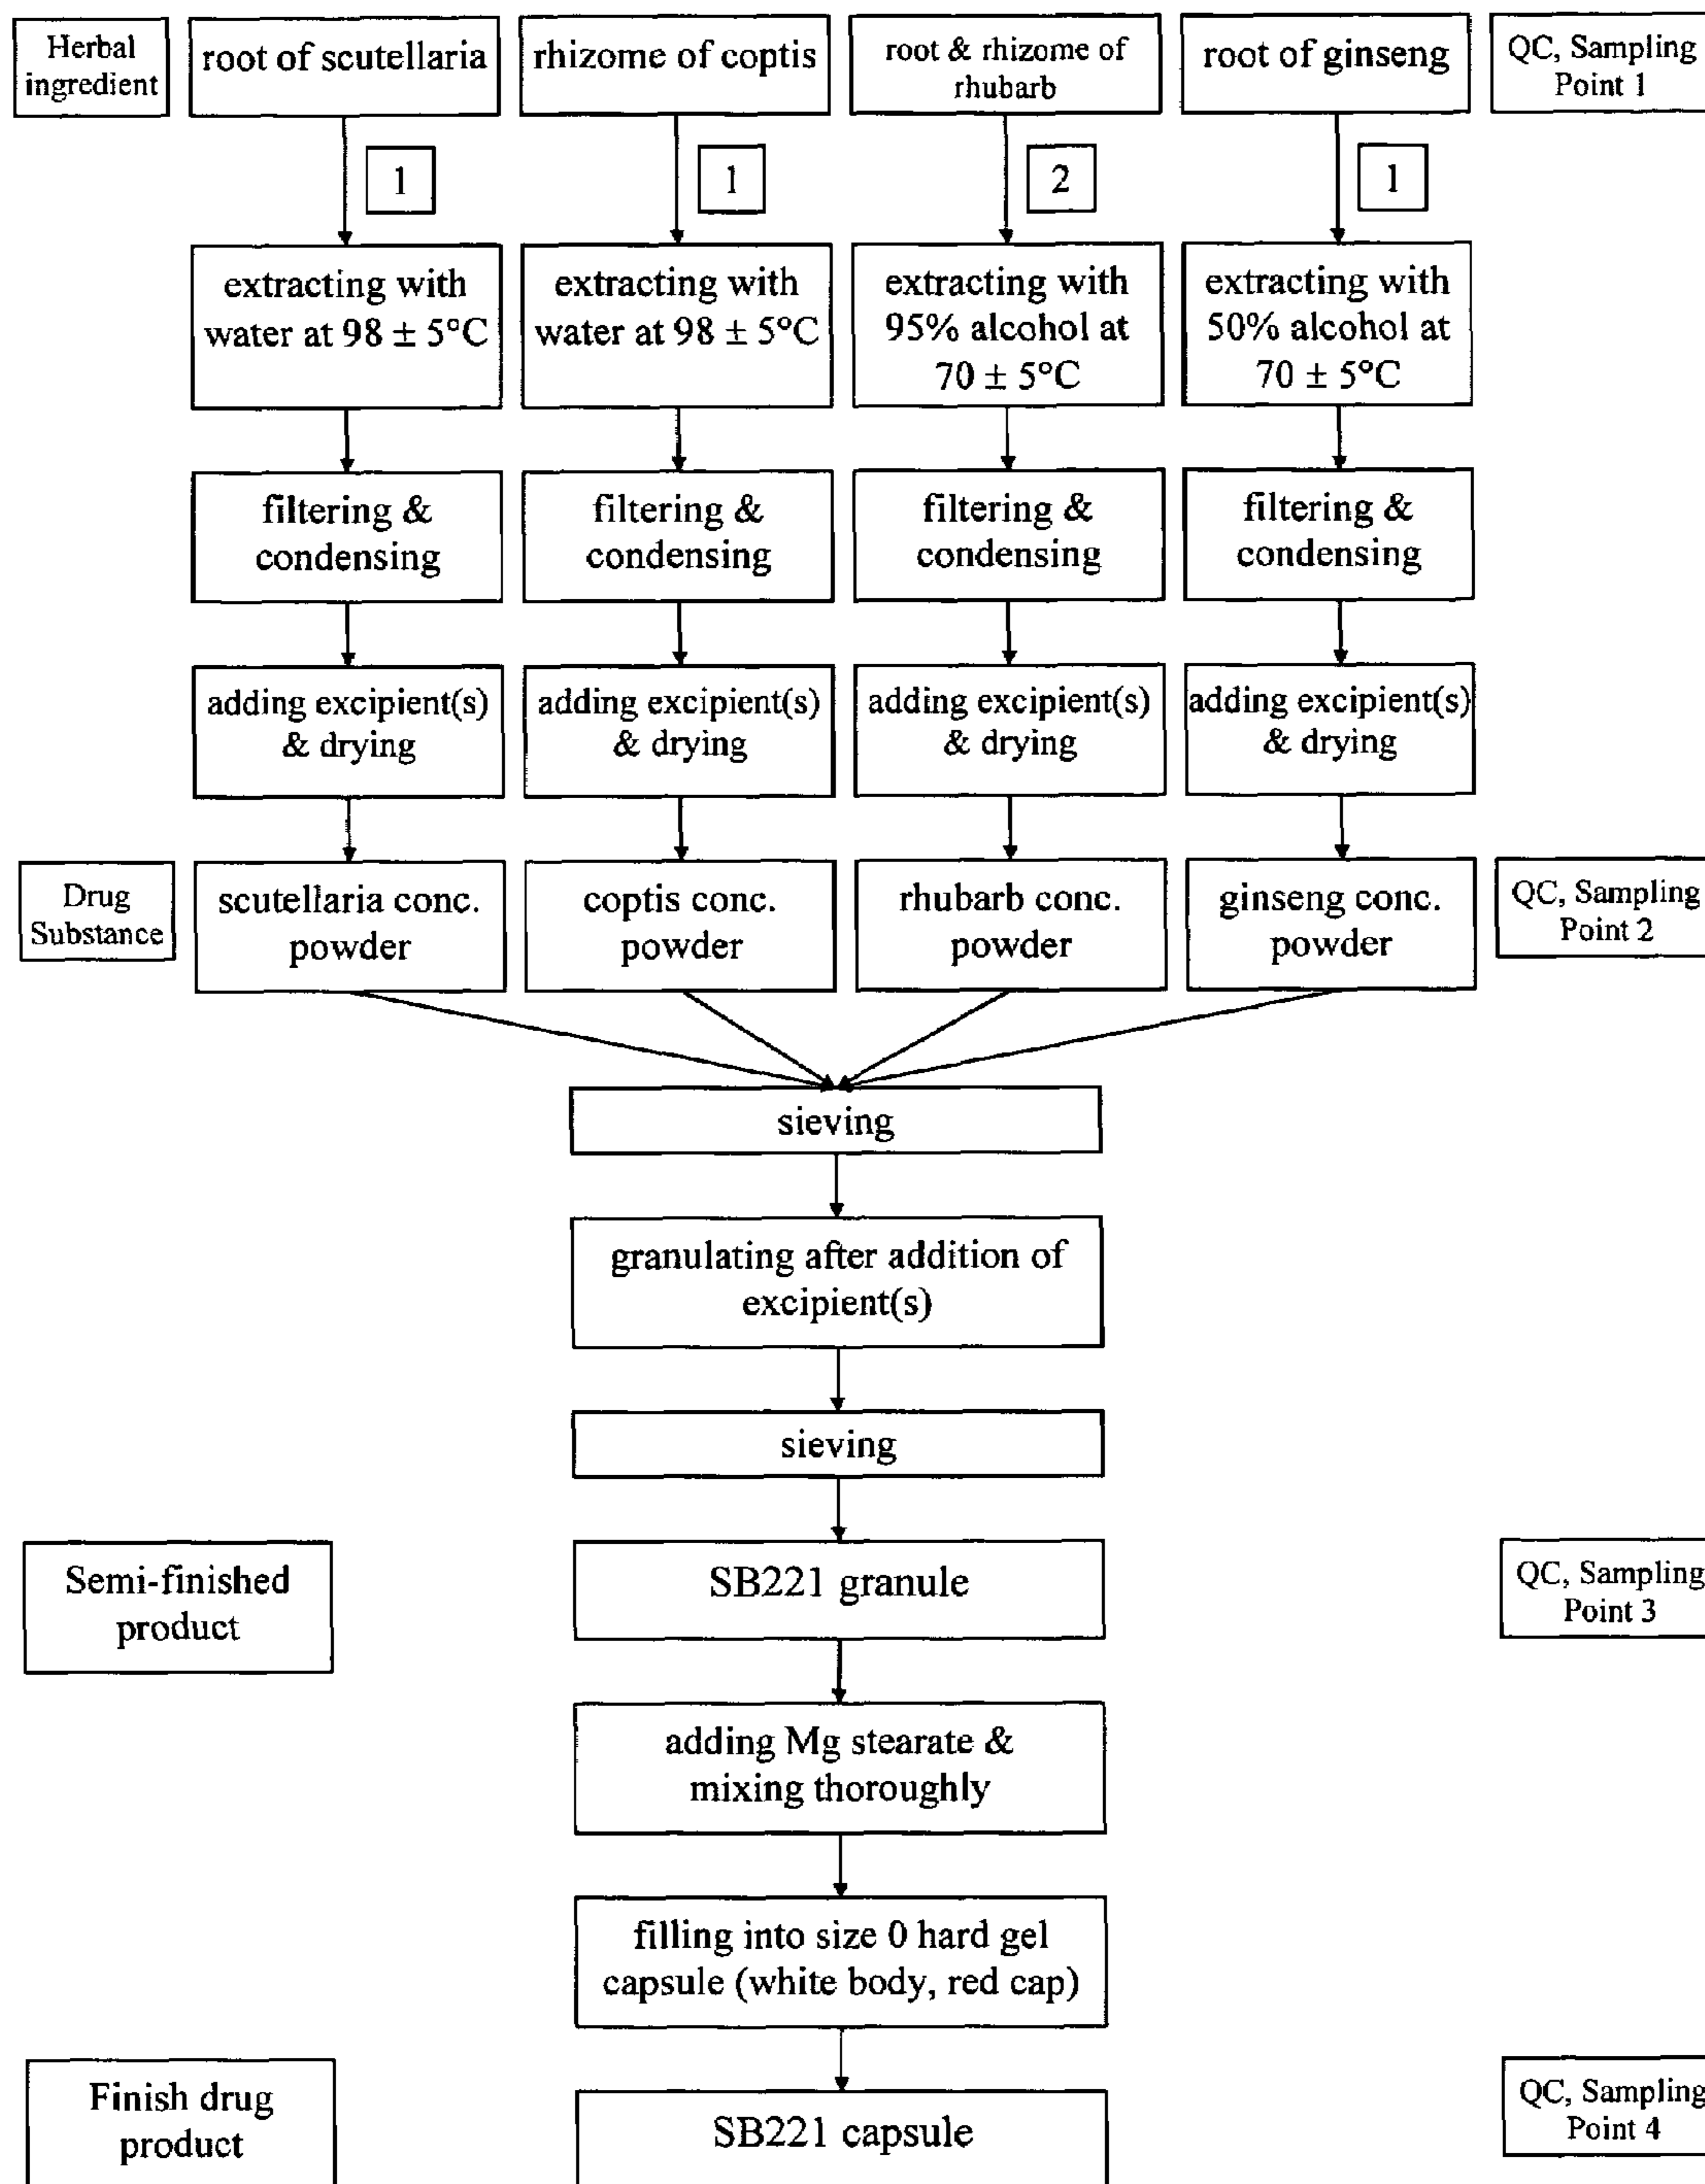 Herbal
ingredient
root of scutellaria
rhizome of coptis
root & rhizome of
rhubarb
root of ginseng
QC, Sampling
Point 1
1
1
2
1
extracting with
water at 98 ± 5°C
extracting with
water at 98 ± 5°C
extracting with
95% alcohol at
70 ± 5°C
extracting with
50% alcohol at
70 ± 5°C
filtering &
condensing
filtering &
condensing
filtering &
condensing
filtering &
condensing
adding excipient(s)
& drying
adding excipient(s)
& drying
adding excipient(s)
& drying
adding excipient(s)
& drying
Drug
Substance
scutellaria conc.
powder
coptis conc.
powder
rhubarb conc.
powder
ginseng conc.
powder
QC, Sampling
Point 2
sieving
granulating after addition of
excipient(s)
sieving
Semi-finished
product
SB221 granule
QC, Sampling
Point 3
adding Mg stearate &
mixing thoroughly
filling into size 0 hard gel
capsule (white body, red cap)
Finish drug
product
SB221 capsule
QC, Sampling
Point 4